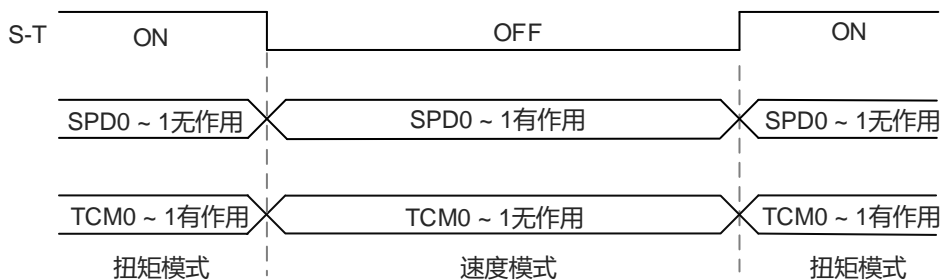 S-T ON OFF ON
SPD0 ~ 1无作用 SPD0 ~ 1有作用 SPD0 ~ 1无作用
TCM0 ~ 1有作用 TCM0 ~ 1无作用 TCM0 ~ 1有作用
扭矩模式 速度模式 扭矩模式